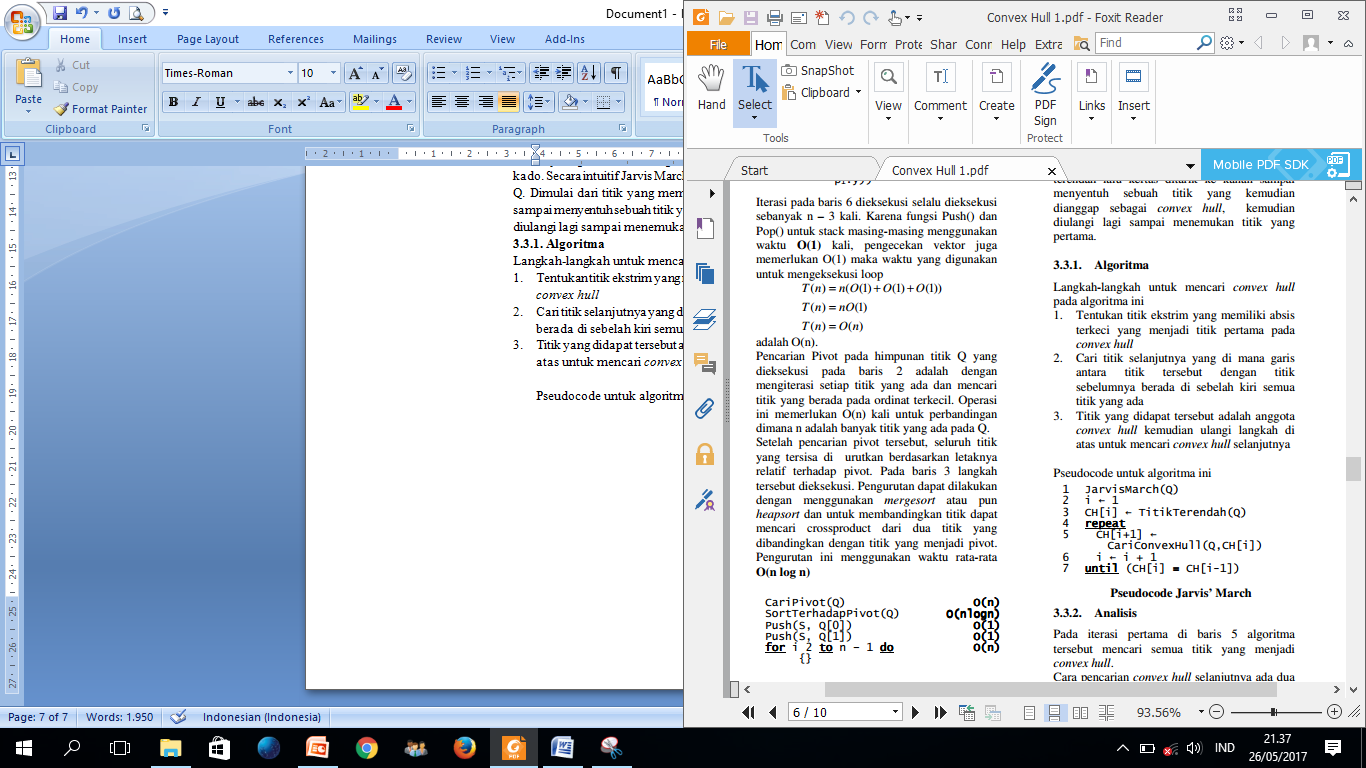 Document1 -
Home Insert Page Layout References Mailings Review View Add-Ins
Paste
Cut
Copy
Format Painter
Times-Roman 10
AaBbC
¶ Norr
Clipboard Font Paragraph
kado. Secara intuitif Jarvis March
Q. Dimulai dari titik yang mem
sampai menyentuh sebuah titik y
diulangi lagi sampai menemuka
3.3.1. Algoritma
Langkah-langkah untuk menca
1. Tentukan titik ekstrim yang
convex hull
2. Cari titik selanjutnya yang d
berada di sebelah kiri semu
3. Titik yang didapat tersebut a
atas untuk mencari convex
Pseudocode untuk algoritm
Page: 7 of 7 Words: 1.950 Indonesian (Indonesia)
Convex Hull 1.pdf - Foxit Reader
File Hom Com View Form Prote Shar Conr Help Extra Find
Hand
Select
SnapShot
Clipboard
View
Comment
Create
PDF
Sign
Links
Insert
Tools Protect
Start Convex Hull 1.pdf Mobile PDF SDK
Iterasi pada baris 6 dieksekusi selalu dieksekusi
sebanyak n – 3 kali. Karena fungsi Push() dan
Pop() untuk stack masing-masing menggunakan
waktu O(1) kali, pengecekan vektor juga
memerlukan O(1) maka waktu yang digunakan
untuk mengeksekusi loop
T(n) = n(O(1) + O(1) + O(1))
T(n) = nO(1)
T(n) = O(n)
adalah O(n).
Pencarian Pivot pada himpunan titik Q yang
dieksekusi pada baris 2 adalah dengan
mengiterasi setiap titik yang ada dan mencari
titik yang berada pada ordinat terkecil. Operasi
ini memerlukan O(n) kali untuk perbandingan
dimana n adalah banyak titik yang ada pada Q.
Setelah pencarian pivot tersebut, seluruh titik
yang tersisa di urutkan berdasarkan letaknya
relatif terhadap pivot. Pada baris 3 langkah
tersebut dieksekusi. Pengurutan dapat dilakukan
dengan menggunakan mergesort atau pun
heapsort dan untuk membandingkan titik dapat
mencari crossproduct dari dua titik yang
dibandingkan dengan titik yang menjadi pivot.
Pengurutan ini menggunakan waktu rata-rata
O(n log n)
CariPivot(Q) O(n)
SortTerhadapPivot(Q) O(nlogn)
Push(S, Q[0]) O(1)
Push(S, Q[1]) O(1)
for i 2 to n – 1 do O(n)
{}
menyentuh sebuah titik yang kemudian
dianggap sebagai convex hull, kemudian
diulangi lagi sampai menemukan titik yang
pertama.
3.3.1. Algoritma
Langkah-langkah untuk mencari convex hull
pada algoritma ini
1. Tentukan titik ekstrim yang memiliki absis
terkeci yang menjadi titik pertama pada
convex hull
2. Cari titik selanjutnya yang di mana garis
antara titik tersebut dengan titik
sebelumnya berada di sebelah kiri semua
titik yang ada
3. Titik yang didapat tersebut adalah anggota
convex hull kemudian ulangi langkah di
atas untuk mencari convex hull selanjutnya
Pseudocode untuk algoritma ini
1 JarvisMarch(Q)
2 i ← 1
3 CH[i] ← TitikTerendah(Q)
4 repeat
5 CH[i+1] ←
CariConvexHull(Q,CH[i])
6 i ← i + 1
7 until (CH[i] = CH[i-1])
Pseudocode Jarvis’ March
3.3.2. Analisis
Pada iterasi pertama di baris 5 algoritma
tersebut mencari semua titik yang menjadi
convex hull.
Cara pencarian convex hull selanjutnya ada dua
6 / 10 93.56%
IND
21.37
26/05/2017